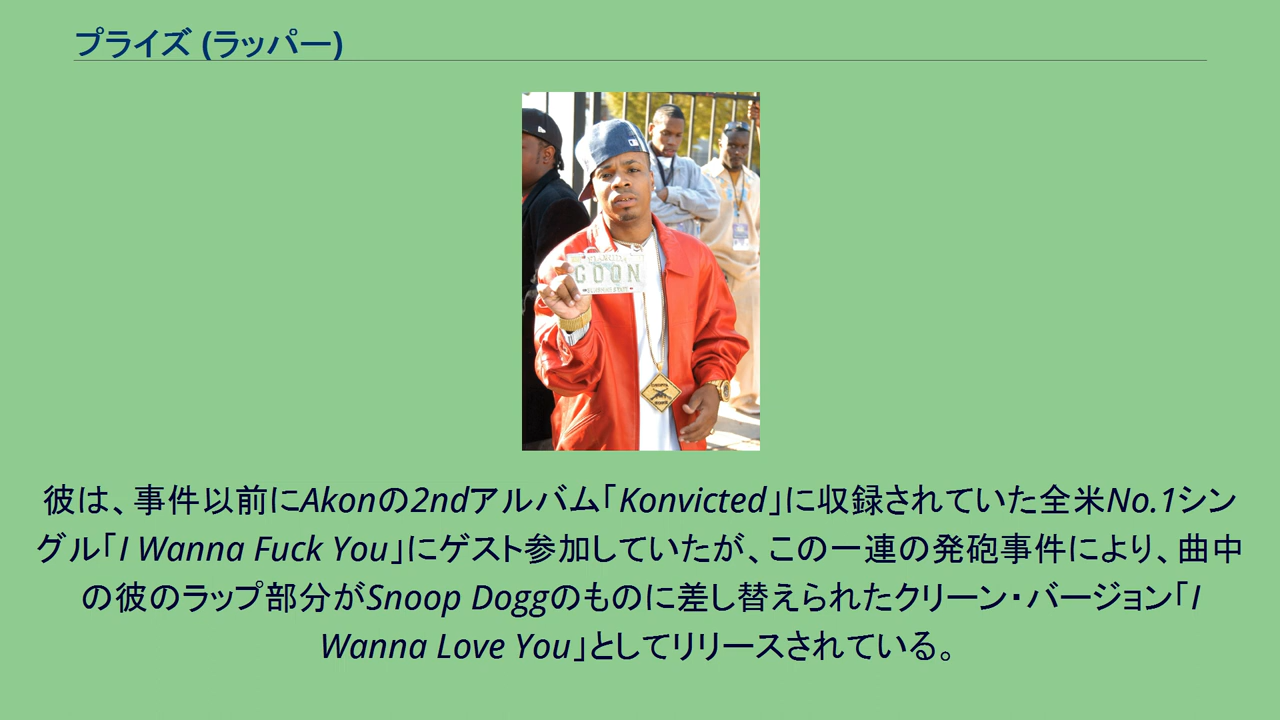 プライズ (ラッパー)
GOON
彼は、事件以前にAkonの2ndアルバム「Konvicted」に収録されていた全米No.1シン
グル「I Wanna Fuck You」にゲスト参加していたが、この一連の発砲事件により、曲中
の彼のラップ部分がSnoop Doggのものに差し替えられたクリーン・バージョン「I
Wanna Love You」としてリリースされている。